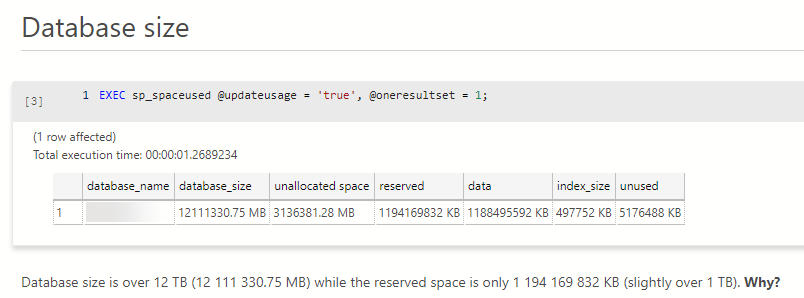 Database size
[3]
1 EXEC sp_spaceused @updateusage = 'true', @oneresultset = 1;
(1 row affected)
Total execution time: 00:00:01.2689234
database_name database_size unallocated space reserved data index_size unused
1 12111330.75 MB 3136381.28 MB 1194169832 KB 1188495592 KB 497752 KB 5176488 KB
Database size is over 12 TB (12 111 330.75 MB) while the reserved space is only 1 194 169 832 KB (slightly over 1 TB). Why?